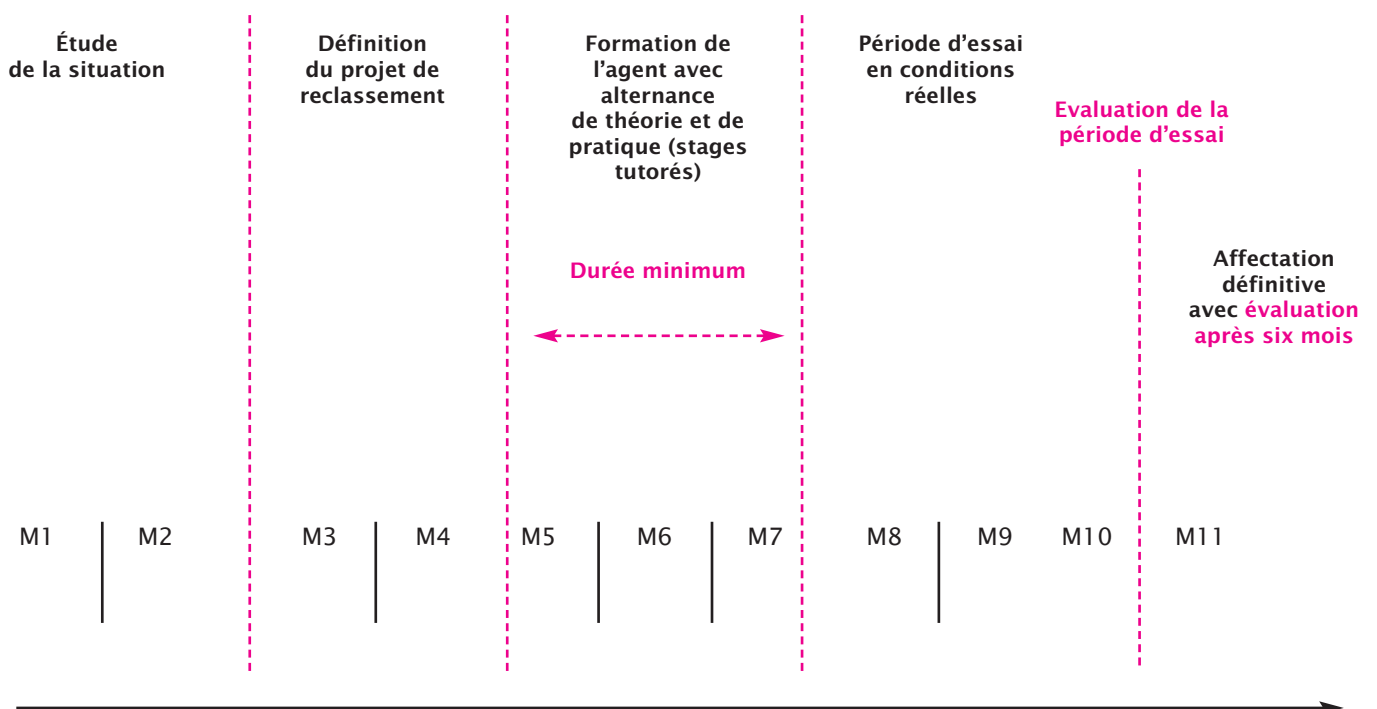 Étude
de la situation
Définition
du projet de
reclassement
Formation de
l'agent avec
alternance
de théorie et de
pratique (stages
tutorés)
Période d'essai
en conditions
réelles
Evaluation de la
période d'essai
Durée minimum
Affectation
définitive
avec évaluation
après six mois
M1 M2 M3 M4 M5 M6 M7 M8 M9 M10 M11